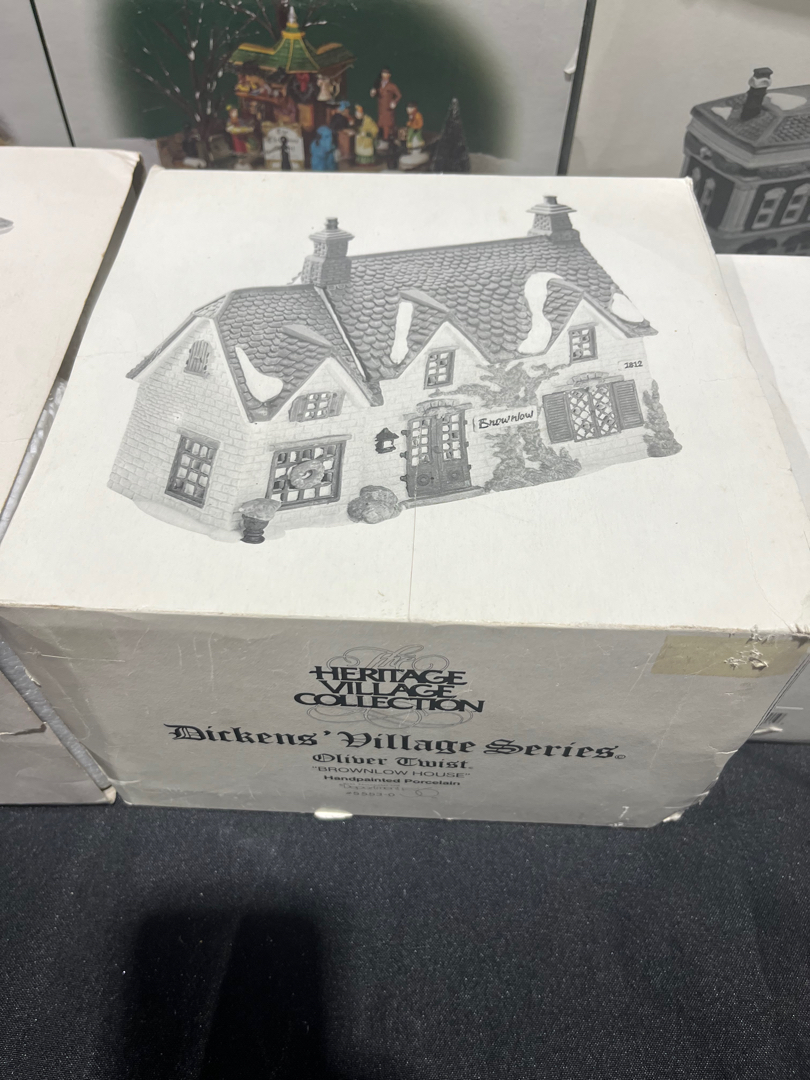 1812
Brownlow
The
HERITAGE
VILLAGE
COLLECTION
Dickens' Village Series©
Oliver Twist®
"BROWNLOW HOUSE"
Handpainted Porcelain